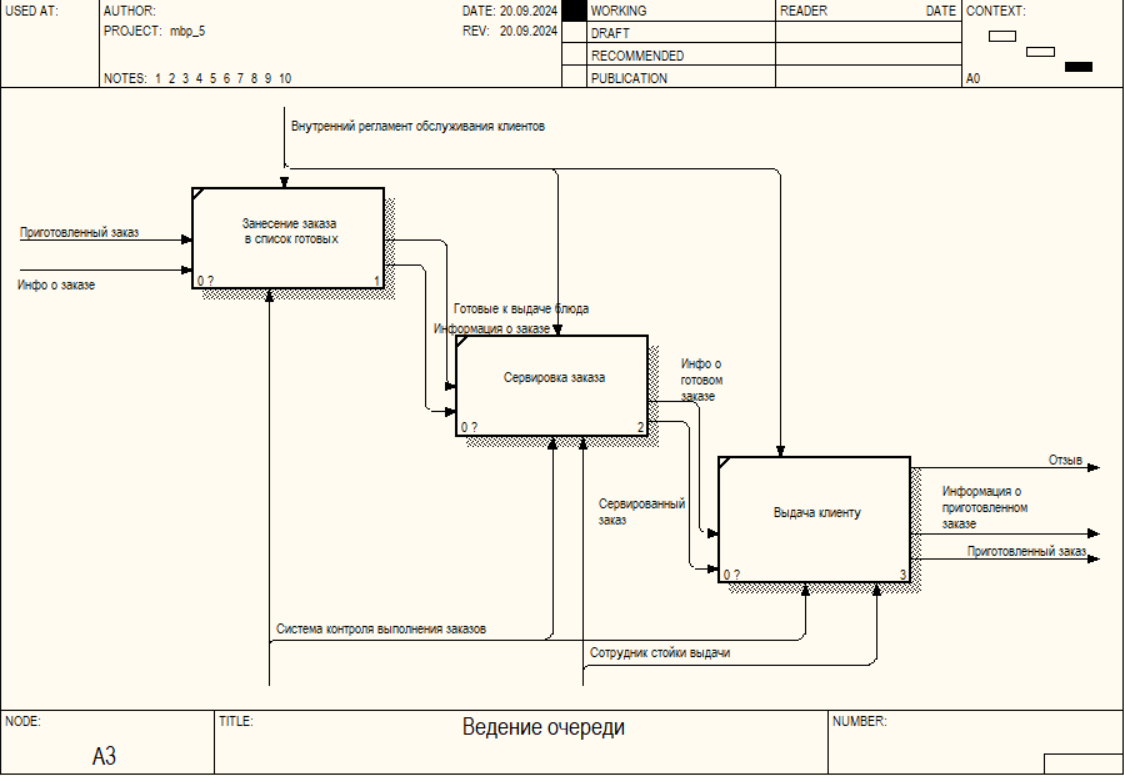 USED AT:
AUTHOR:
DATE: 20.09.2024
PROJECT: mbp_5
REV: 20.09.2024
NOTES: 1 2 3 4 5 6 7 8 9 10
WORKING
DRAFT
RECOMMENDED
PUBLICATION
READER
DATE
CONTEXT:
A0
Внутренний регламент обслуживания клиентов
Приготовленный заказ
Инфо о заказе
Занесение заказа
в список готовых
0 ?
1
Готовые к выдаче блюда
Информация о заказе
Сервировка заказа
0 ?
2
Инфо о
готовом
заказе
Сервированный
заказ
Выдача клиенту
0 ?
3
Отзыв
Информация о
приготовленном
заказе
Приготовленный заказ
Система контроля выполнения заказов
Сотрудник стойки выдачи
NODE:
A3
TITLE:
Ведение очереди
NUMBER: